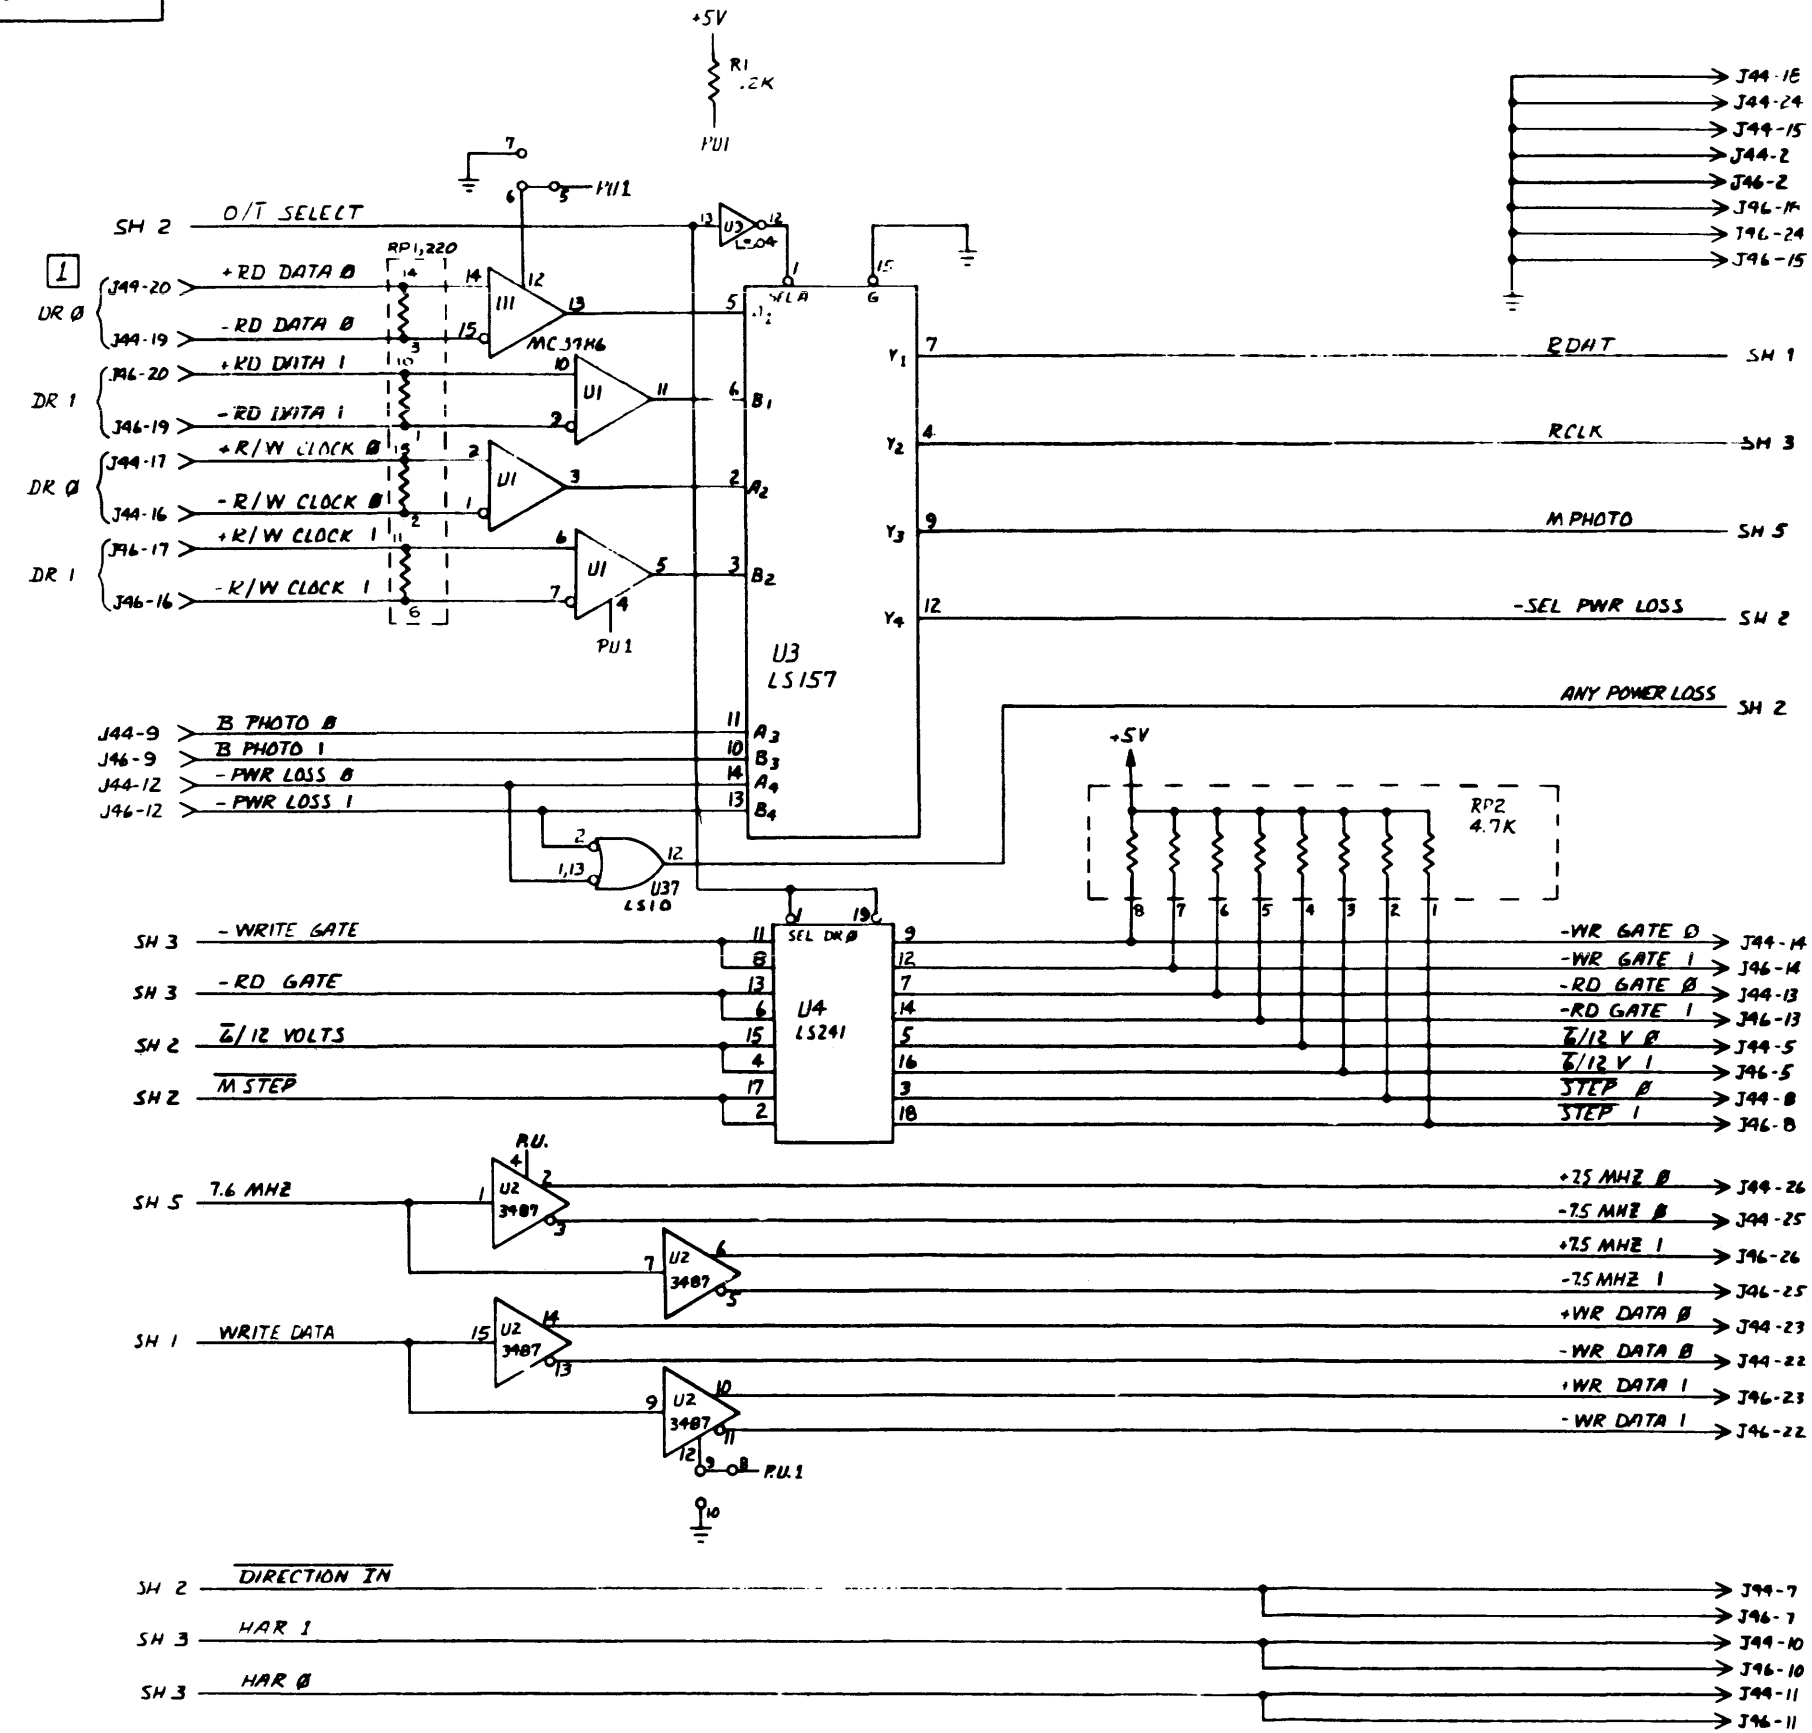 +5V
R1
.2K
PU1
7
6
5
PU1
SH 2
O/T SELECT
13
12
1
15
SEL A
G
RP1,220
1
DR Ø
J44-20
+RD DATA Ø
14
14
12
13
5
J44-19
-RD DATA Ø
3
15
MC3486
DR 1
J46-20
+RD DATA 1
10
10
U1
11
6
B1
J46-19
-RD DATA 1
1
9
DR Ø
J44-17
+R/W CLOCK Ø
15
2
U1
3
2
A2
J44-16
-R/W CLOCK Ø
2
1
DR 1
J46-17
+R/W CLOCK 1
11
6
U1
5
3
B2
J46-16
-R/W CLOCK 1
6
7
4
PU1
U3
LS157
Y1
7
RDAT
SH 1
Y2
4
RCLK
SH 3
Y3
9
M PHOTO
SH 5
Y4
12
-SEL PWR LOSS
SH 2
ANY POWER LOSS
SH 2
J44-24
J44-15
J44-2
J46-2
J46-24
J46-15
J44-9
B PHOTO Ø
11
A3
J46-9
B PHOTO 1
10
B3
J44-12
-PWR LOSS Ø
14
A4
J46-12
-PWR LOSS 1
13
B4
2
1,13
12
U37
LS10
+5V
RP2
4.7K
8
7
6
5
4
3
2
1
1
19
SEL DRØ
U4
LS241
SH 3
-WRITE GATE
11
8
9
-WR GATE Ø
J44-14
12
-WR GATE 1
J46-14
SH 3
-RD GATE
13
6
7
-RD GATE Ø
J44-13
14
-RD GATE 1
J46-13
SH 2
6̅/12 VOLTS
15
4
5
6̅/12 V Ø
J44-5
16
6̅/12 V 1
J46-5
SH 2
M STEP
17
2
3
STEP Ø
J44-8
18
STEP 1
J46-8
P.U.
4
SH 5
7.6 MHZ
1
U2
3487
2
3
+7.5 MHZ Ø
J44-26
-7.5 MHZ Ø
J44-25
7
U2
3487
6
5
+7.5 MHZ 1
J46-26
-7.5 MHZ 1
J46-25
SH 1
WRITE DATA
15
U2
3487
14
13
+WR DATA Ø
J44-23
-WR DATA Ø
J44-22
9
U2
3487
10
11
+WR DATA 1
J46-23
-WR DATA 1
J46-22
12
9
8
P.U.1
10
SH 2
DIRECTION IN
J44-7
J46-7
SH 3
HAR 1
J44-10
J46-10
SH 3
HAR Ø
J44-11
J46-11